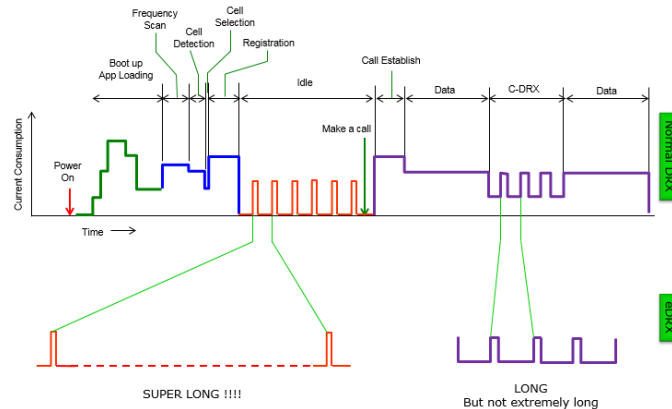 Frequency
Scan
Cell
Detection
Cell
Selection
Registration
Boot up
App Loading
Idle
Call Establish
Data
C-DRX
Data
Current Consumption
Power
On
Make a call
Time
Normal DRX
SUPER LONG !!!!
LONG
But not extremely long
eDRX